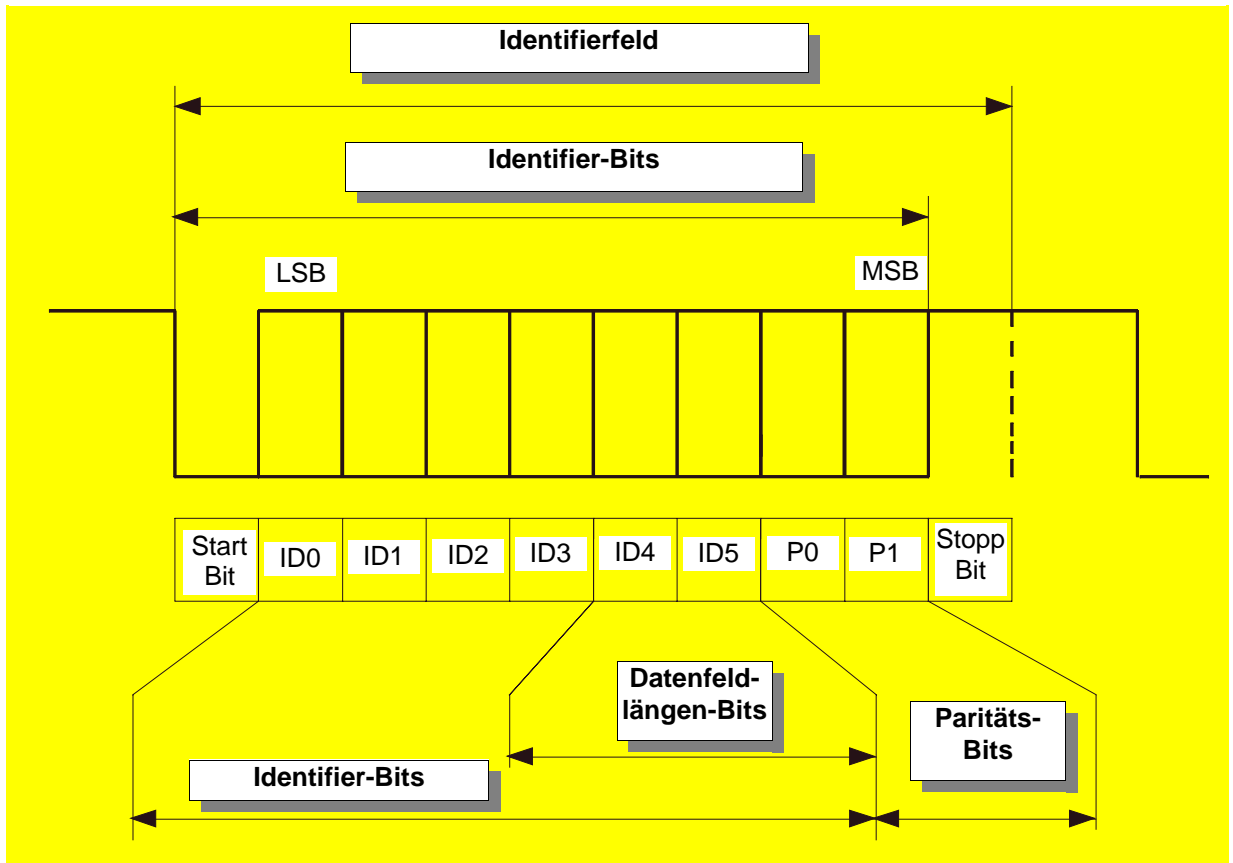 Identifierfeld
Identifier-Bits
LSB
MSB
Start
Bit
ID0
ID1
ID2
ID3
ID4
ID5
P0
P1
Stopp
Bit
Datenfeld-
längen-Bits
Paritäts-
Bits
Identifier-Bits